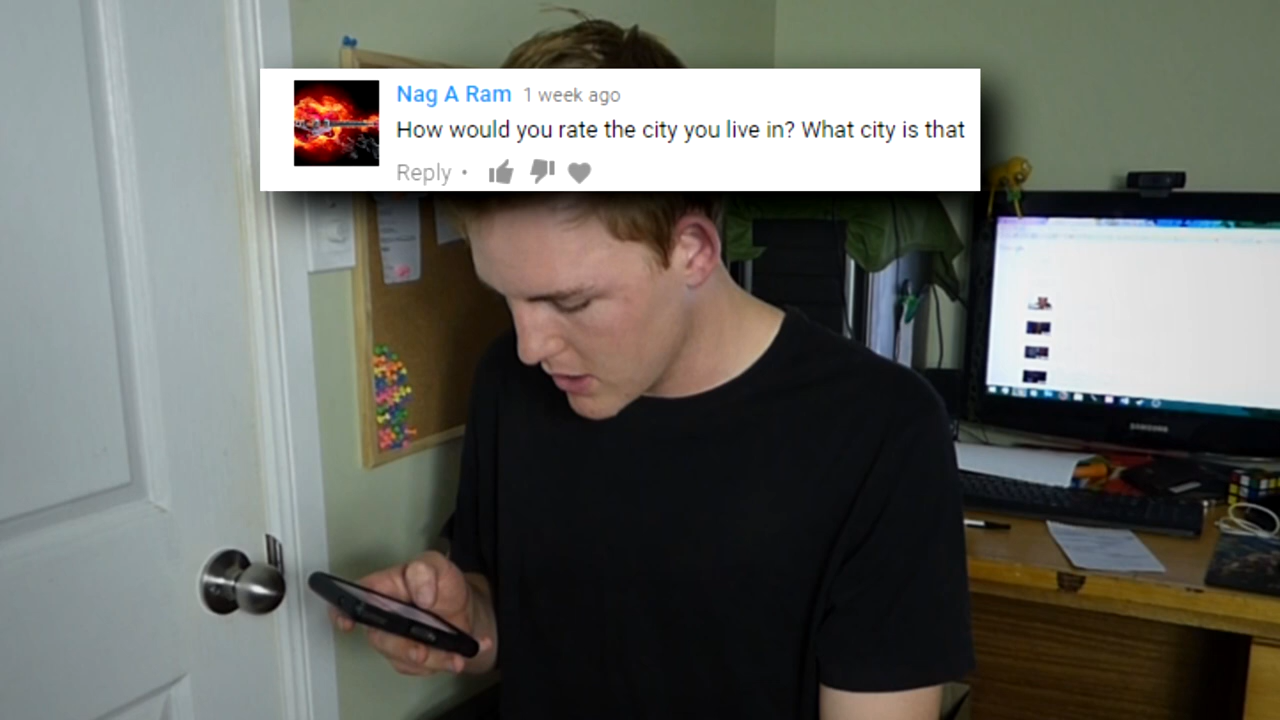 Nag A Ram 1 week ago
How would you rate the city you live in? What city is that
Reply •
SAMSUNG